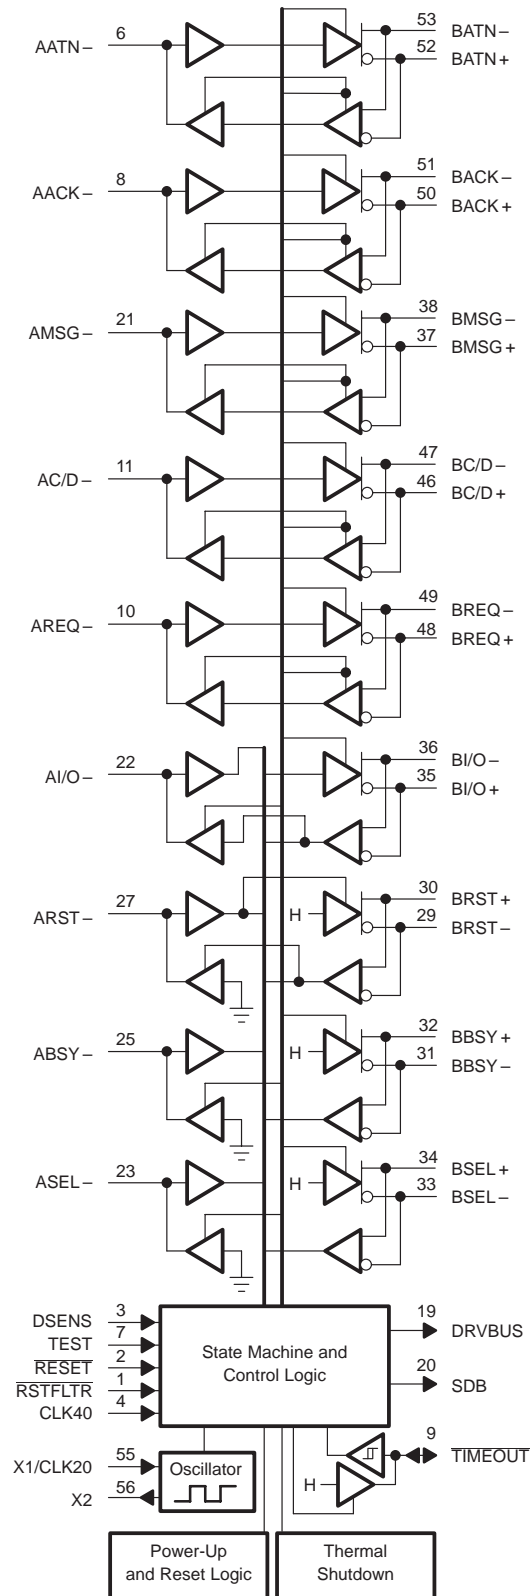 6 53
AATN– BATN–
52
BATN+
8 51
AACK– BACK–
50
BACK+
21 38
AMSG– BMSG–
37
BMSG+
11 47
AC/D– BC/D–
46
BC/D+
10 49
AREQ– BREQ–
48
BREQ+
22 36
AI/O– BI/O–
35
BI/O+
27 30
ARST– H BRST+
29
BRST–
25 32
ABSY– H BBSY+
31
BBSY–
23 34
ASEL– H BSEL+
33
BSEL–
DSENS 3 19
TEST 7 State Machine and DRVBUS
RESET 2 Control Logic
RSTFLTR 1 20
CLK40 4 SDB
9
TIMEOUT
X1/CLK20 55 Oscillator H
X2 56
Power-Up Thermal
and Reset Logic Shutdown